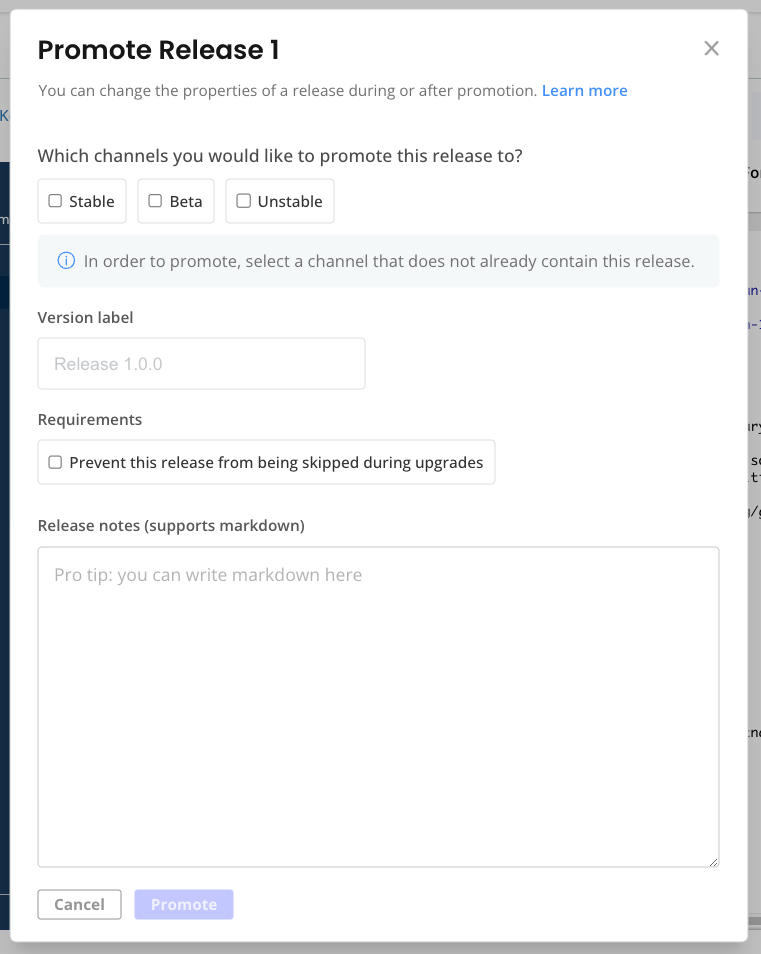 Promote Release 1
You can change the properties of a release during or after promotion. Learn more
Which channels you would like to promote this release to?
Stable Beta Unstable
In order to promote, select a channel that does not already contain this release.
Version label
Release 1.0.0
Requirements
Prevent this release from being skipped during upgrades
Release notes (supports markdown)
Pro tip: you can write markdown here
Cancel Promote